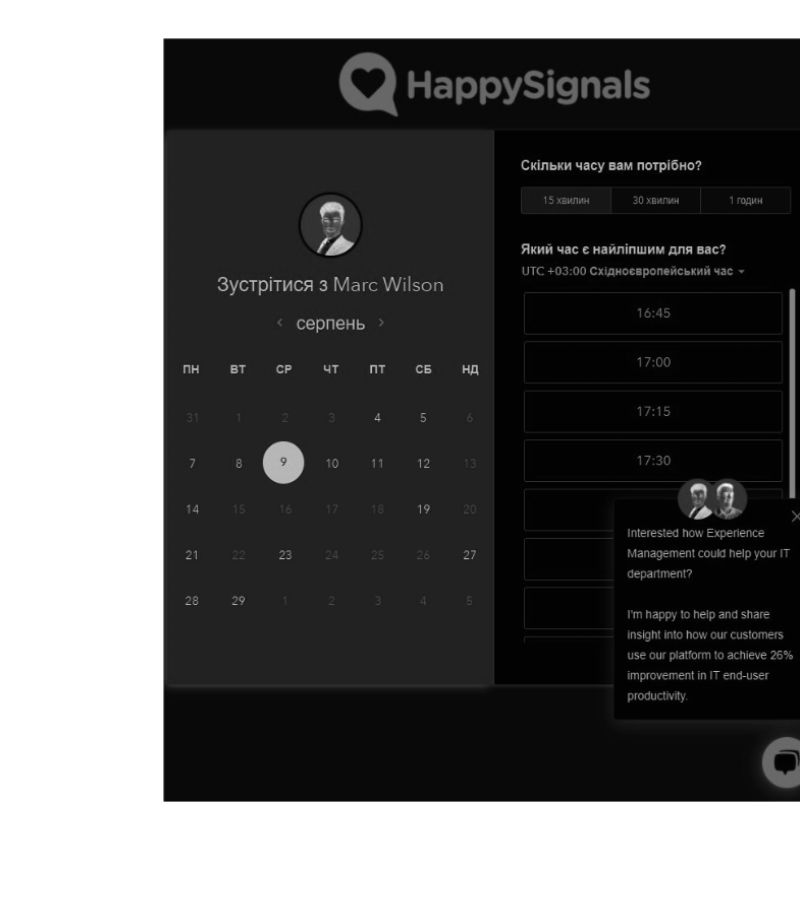 HappySignals
Зустрітися з Marc Wilson
серпень
ПН ВТ СР ЧТ ПТ СБ НД
31 1 2 3 4 5 6
7 8 9 10 11 12 13
14 15 16 17 18 19 20
21 22 23 24 25 26 27
28 29 1 2 3 4 5
Скільки часу вам потрібно?
15 хвилин 30 хвилин 1 годин
Який час є найліпшим для вас?
UTC +03:00 Східноєвропейський час
16:45
17:00
17:15
17:30
Interested how Experience
Management could help your IT
department?
I'm happy to help and share
insight into how our customers
use our platform to achieve 26%
improvement in IT end-user
productivity.